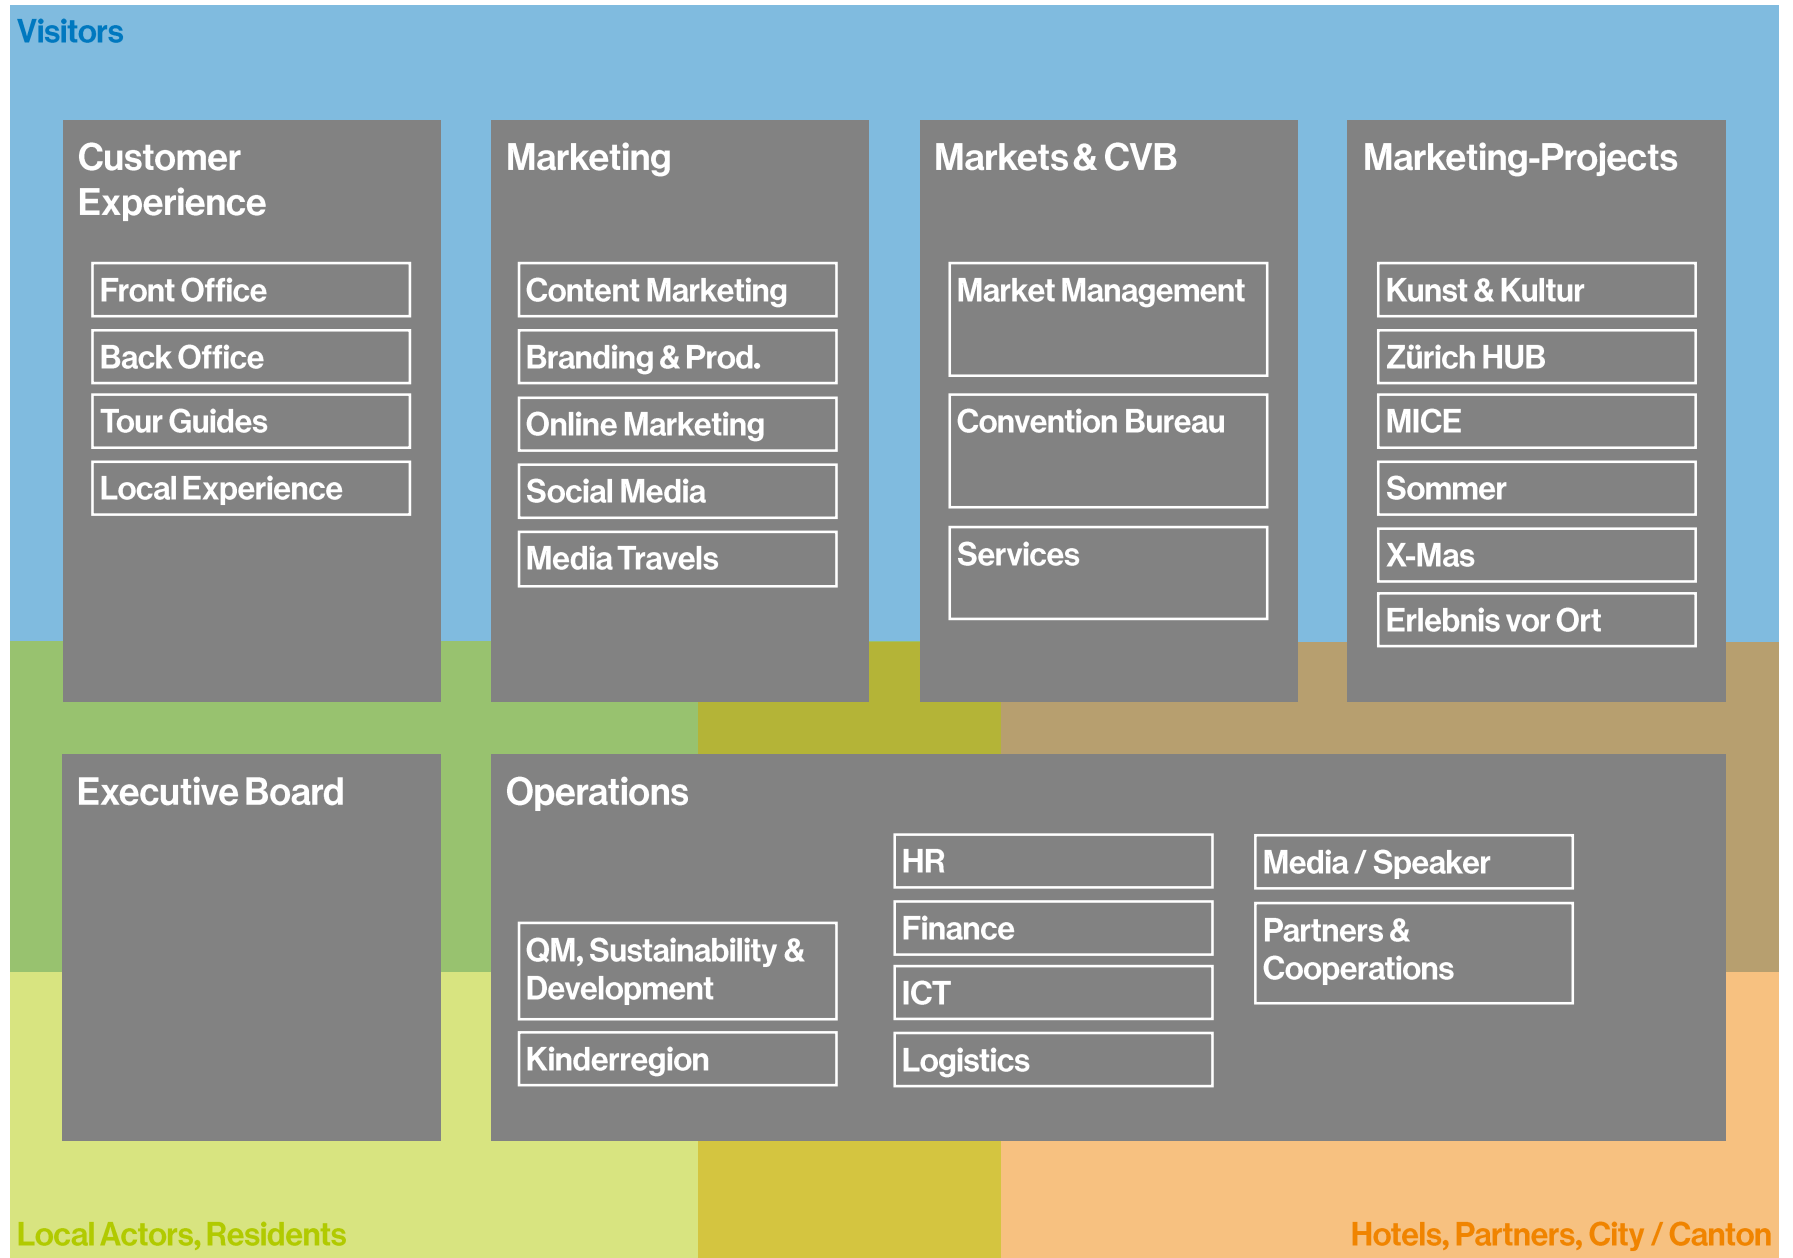 Visitors
Customer
Experience
Front Office
Back Office
Tour Guides
Local Experience
Marketing
Content Marketing
Branding & Prod.
Online Marketing
Social Media
Media Travels
Markets & CVB
Market Management
Convention Bureau
Services
Marketing-Projects
Kunst & Kultur
Zürich HUB
MICE
Sommer
X-Mas
Erlebnis vor Ort
Executive Board
Operations
QM, Sustainability &
Development
Kinderregion
HR
Finance
ICT
Logistics
Media / Speaker
Partners &
Cooperations
Local Actors, Residents
Hotels, Partners, City / Canton